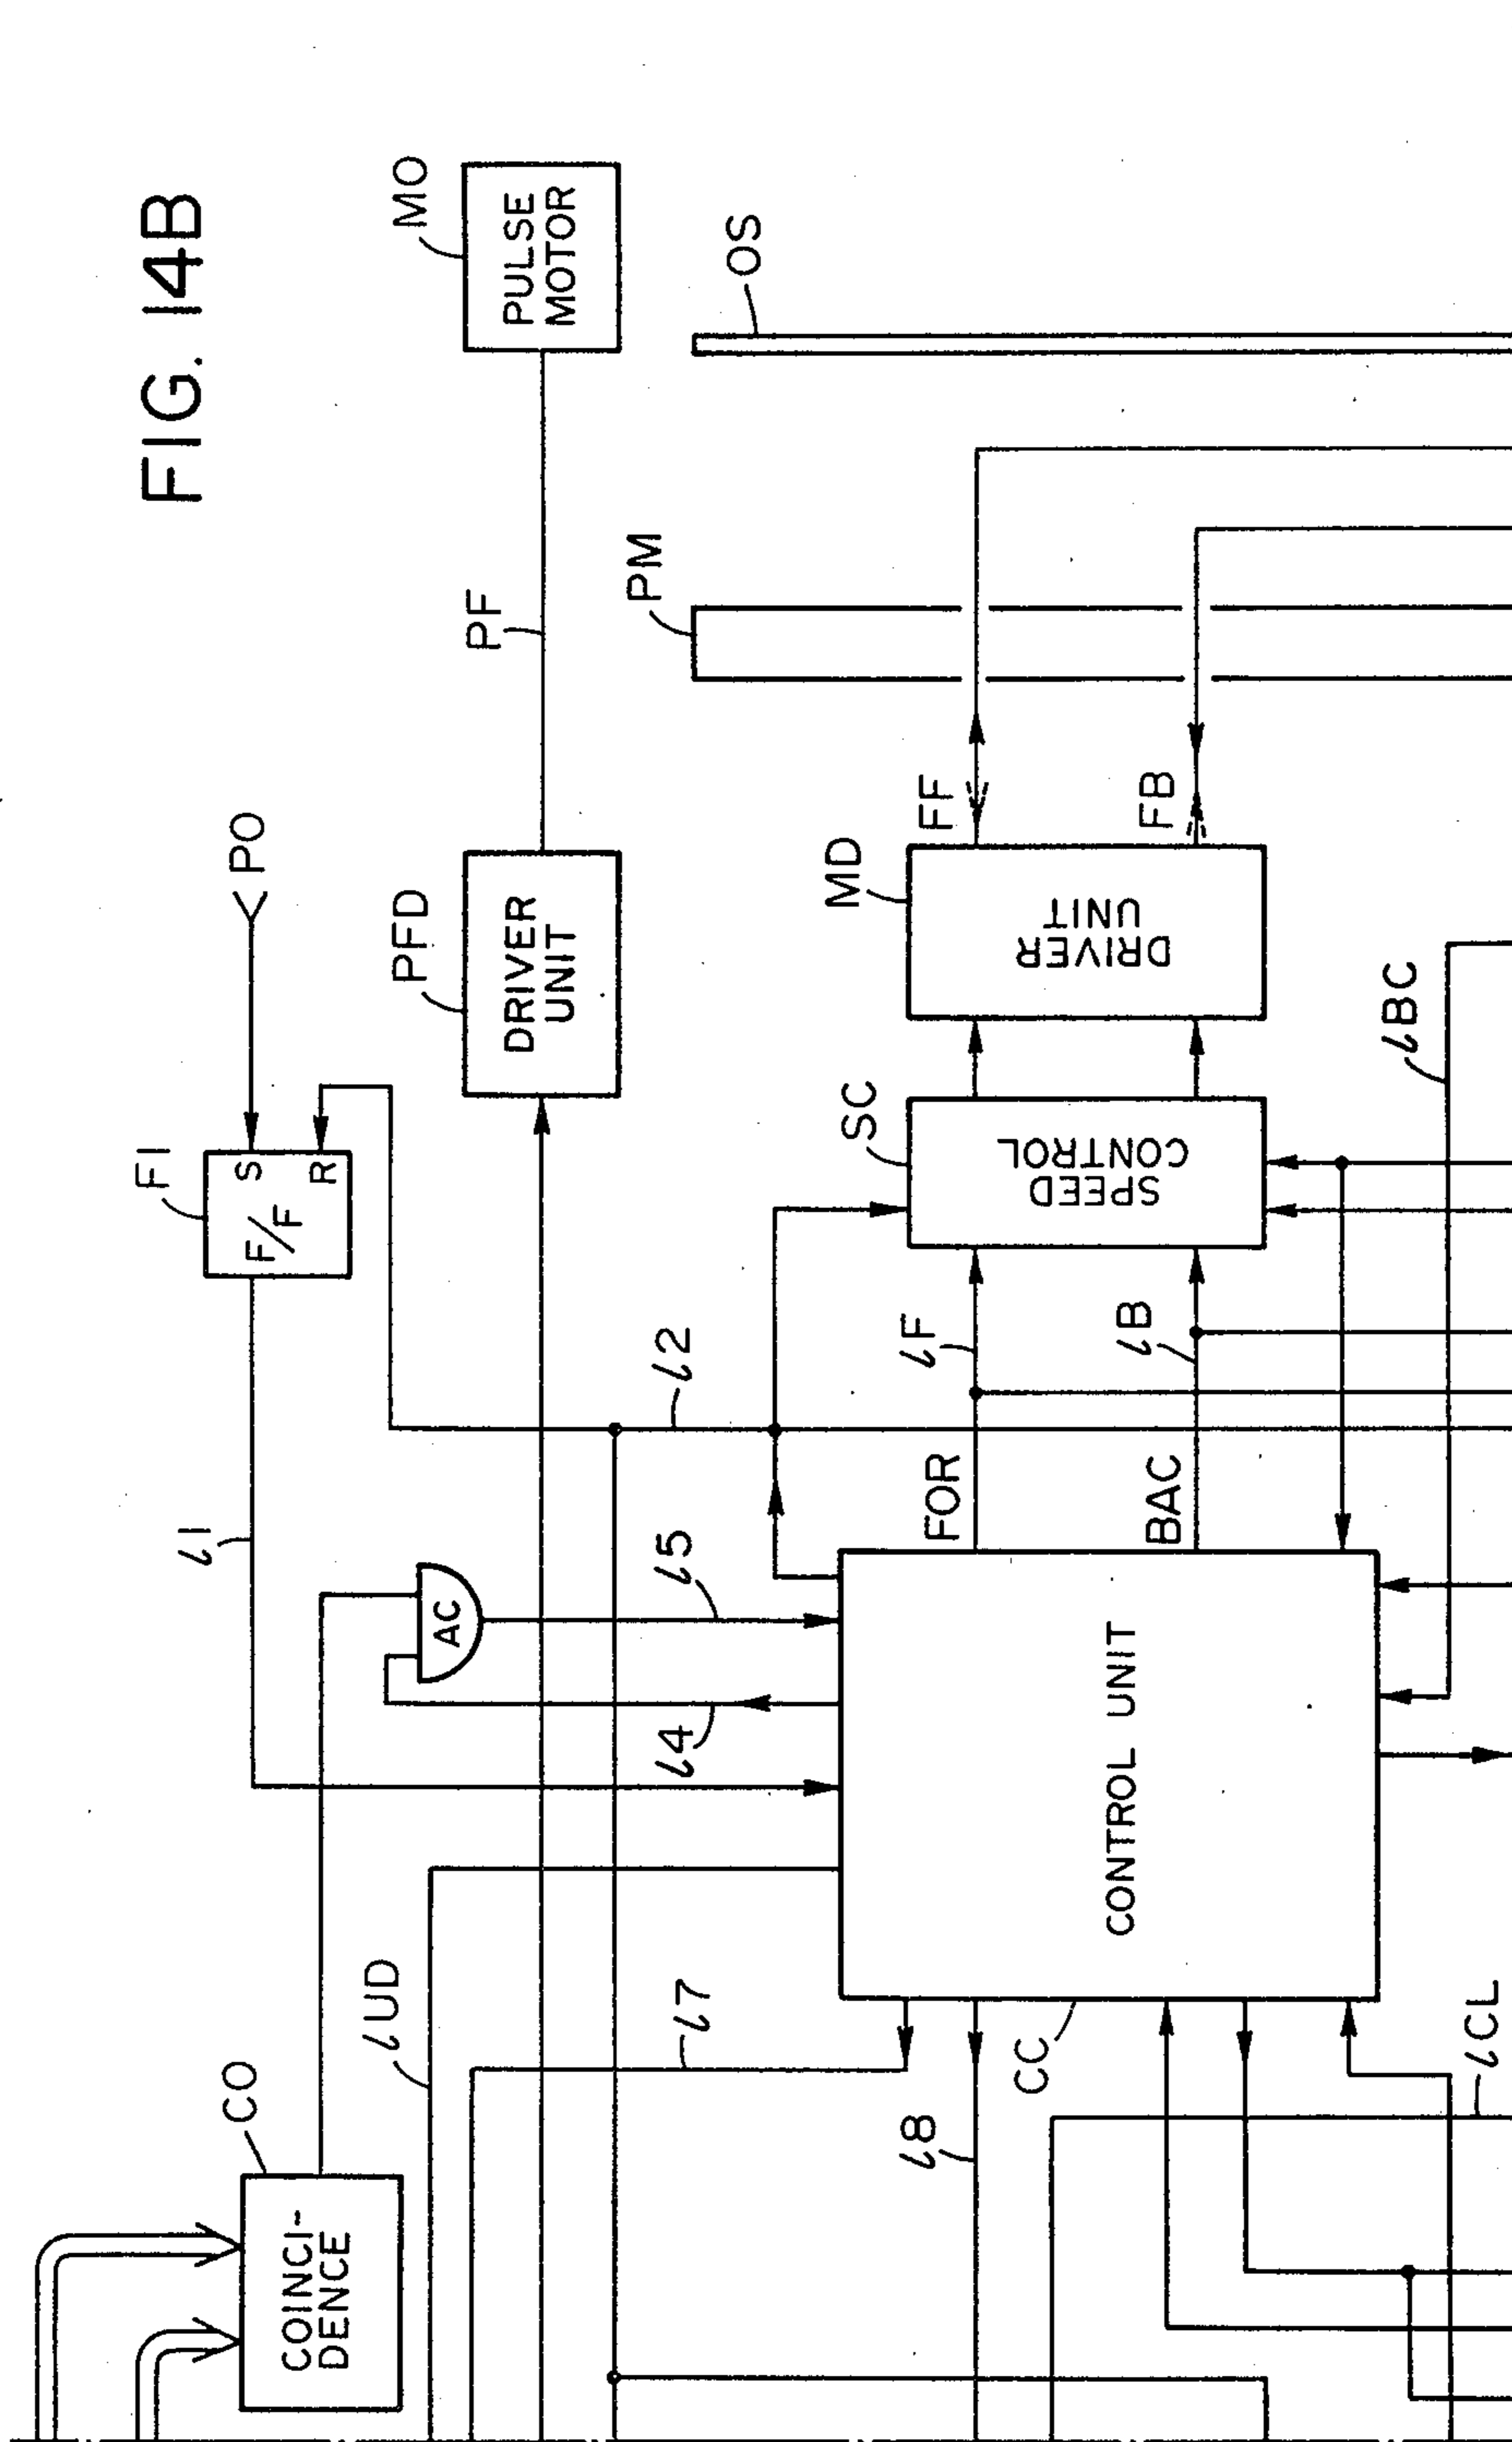 FIG. 14B
MO
PULSE
MOTOR
OS
PF
PM
PO
PFD
DRIVER
UNIT
FF
FB
MD
DRIVER
UNIT
F1
S
R
F/F
SC
SPEED
CONTROL
ℓBC
ℓ1
ℓ2
ℓF
ℓB
FOR
BAC
AC
ℓ5
ℓ4
CONTROL UNIT
CC
ℓUD
ℓ7
ℓ8
ℓCL
CO
COINCI-
DENCE